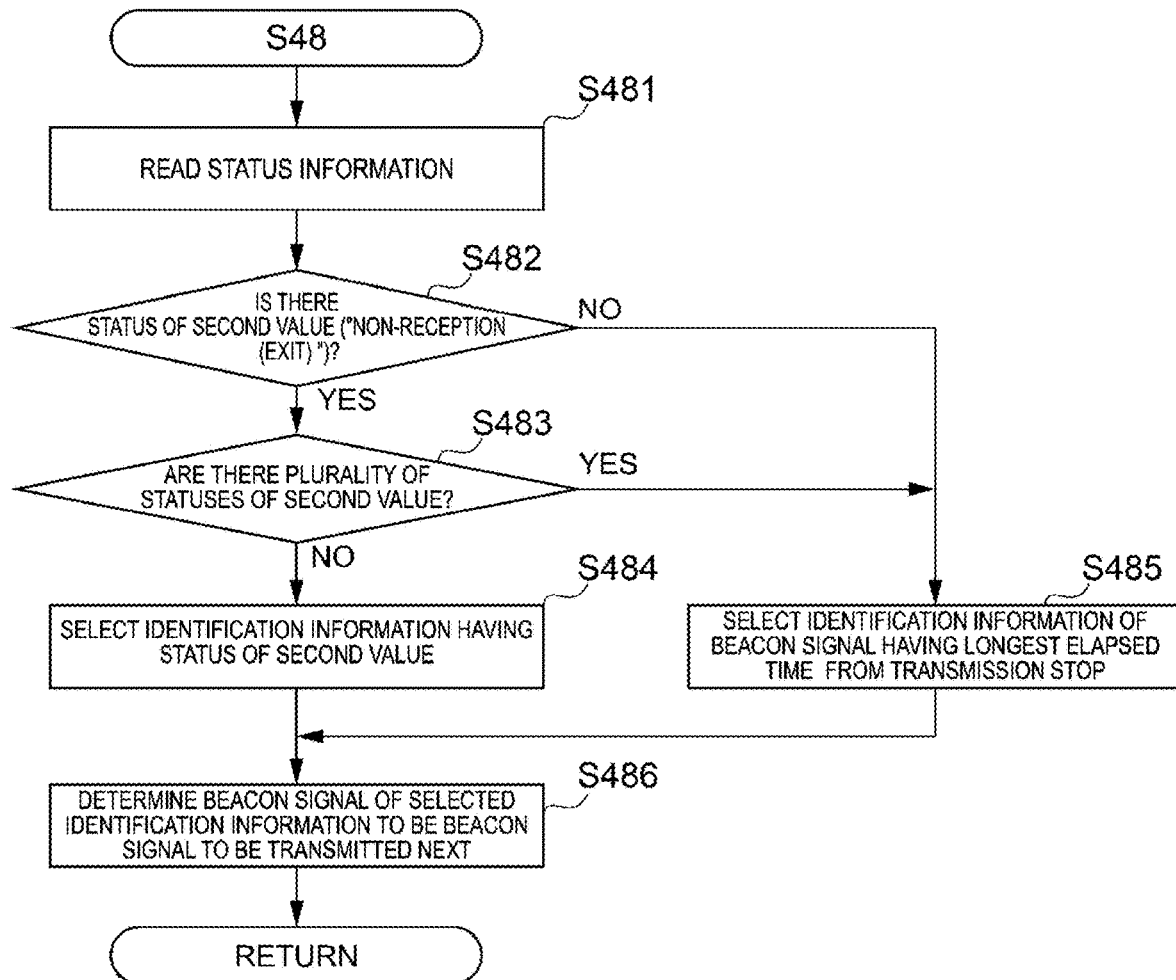 S48
S481
READ STATUS INFORMATION
S482
IS THERE
STATUS OF SECOND VALUE ("NON-RECEPTION
(EXIT) ")?
NO
YES
S483
ARE THERE PLURALITY OF
STATUSES OF SECOND VALUE?
YES
NO
S484
SELECT IDENTIFICATION INFORMATION HAVING
STATUS OF SECOND VALUE
S485
SELECT IDENTIFICATION INFORMATION OF
BEACON SIGNAL HAVING LONGEST ELAPSED
TIME FROM TRANSMISSION STOP
S486
DETERMINE BEACON SIGNAL OF SELECTED
IDENTIFICATION INFORMATION TO BE BEACON
SIGNAL TO BE TRANSMITTED NEXT
RETURN